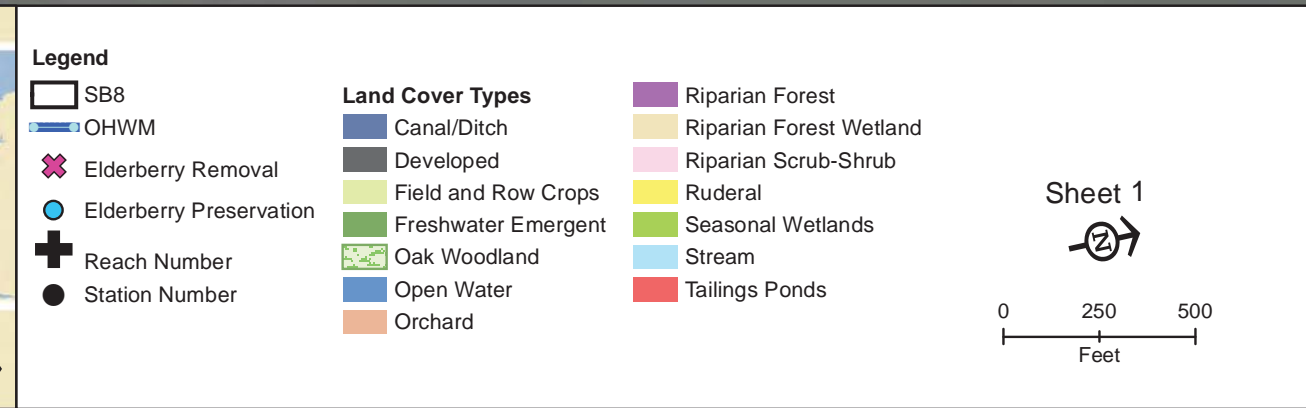 Legend
SB8
OHWM
Elderberry Removal
Elderberry Preservation
Reach Number
Station Number
Land Cover Types
Canal/Ditch
Developed
Field and Row Crops
Freshwater Emergent
Oak Woodland
Open Water
Orchard
Riparian Forest
Riparian Forest Wetland
Riparian Scrub-Shrub
Ruderal
Seasonal Wetlands
Stream
Tailings Ponds
Sheet 1
N
0 250 500
Feet